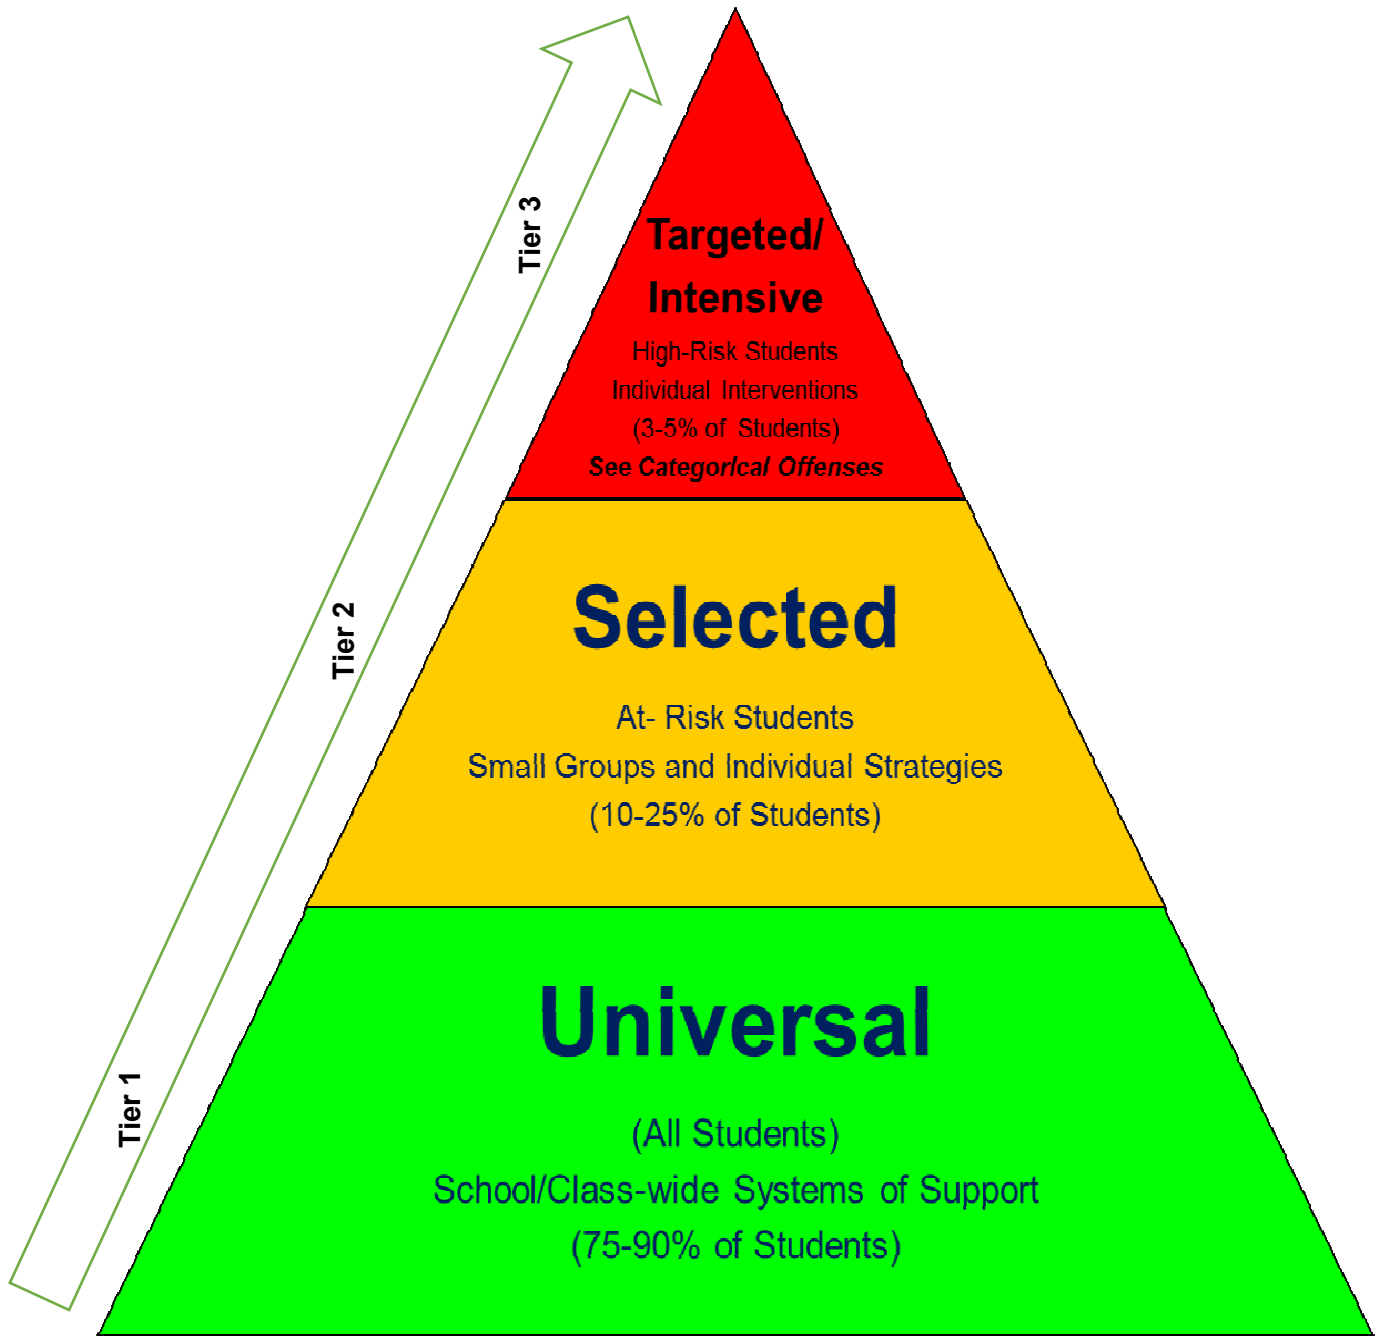 Tier 3
Targeted/
Intensive
High-Risk Students
Individual Interventions
(3-5% of Students)
See Categorical Offenses
Tier 2
Selected
At- Risk Students
Small Groups and Individual Strategies
(10-25% of Students)
Tier 1
Universal
(All Students)
School/Class-wide Systems of Support
(75-90% of Students)